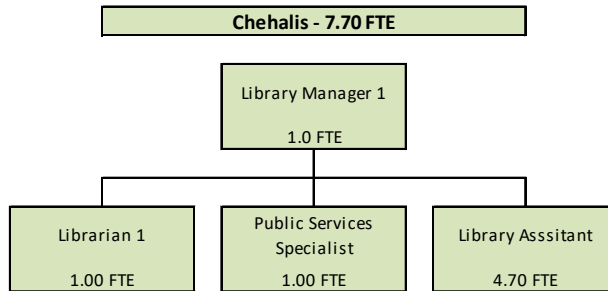 Chehalis - 7.70 FTE
Library Manager 1
1.0 FTE
Librarian 1
1.00 FTE
Public Services
Specialist
1.00 FTE
Library Asssitant
4.70 FTE